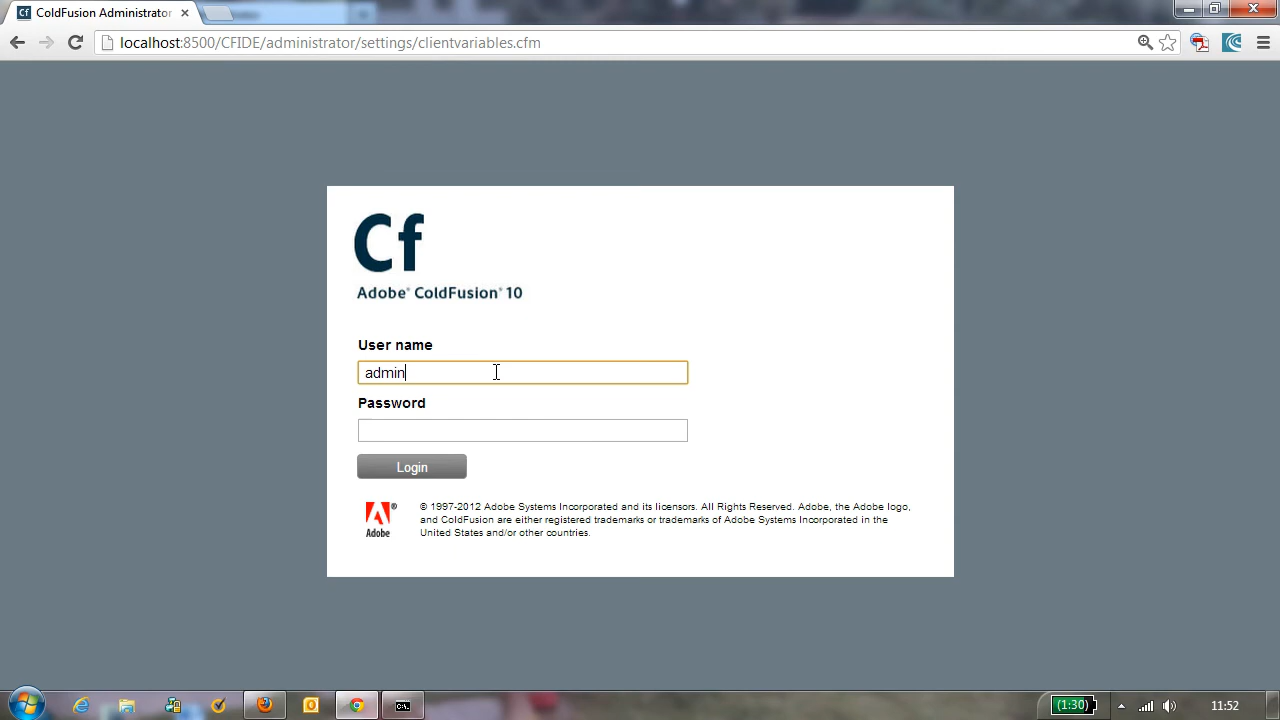 ColdFusion Administrator
localhost:8500/CFIDE/administrator/settings/clientvariables.cfm
Cf
Adobe® ColdFusion® 10
User name
admin
Password
Login
© 1997-2012 Adobe Systems Incorporated and its licensors. All Rights Reserved. Adobe, the Adobe logo,
and ColdFusion are either registered trademarks or trademarks of Adobe Systems Incorporated in the
United States and/or other countries.
Adobe
(1:30)
11:52